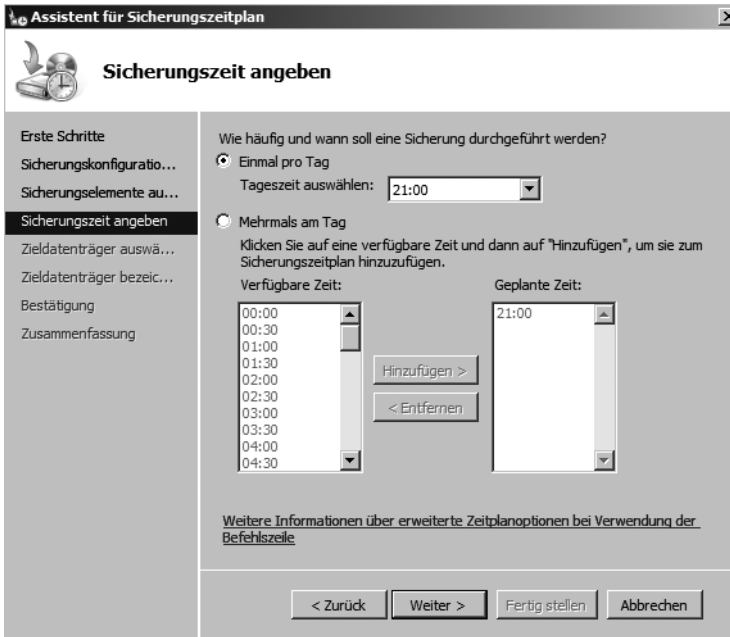 Assistent für Sicherungszeitplan
Sicherungszeit angeben
Erste Schritte
Sicherungskonfiguratio...
Sicherungselemente au...
Sicherungszeit angeben
Zieldatenträger auswä...
Zieldatenträger bezeic...
Bestätigung
Zusammenfassung
Wie häufig und wann soll eine Sicherung durchgeführt werden?
Einmal pro Tag
Tageszeit auswählen: 21:00
Mehrmals am Tag
Klicken Sie auf eine verfügbare Zeit und dann auf "Hinzufügen", um sie zum
Sicherungszeitplan hinzuzufügen.
Verfügbare Zeit:
00:00
00:30
01:00
01:30
02:00
02:30
03:00
03:30
04:00
04:30
Hinzufügen >
< Entfernen
Geplante Zeit:
21:00
Weitere Informationen über erweiterte Zeitplanoptionen bei Verwendung der
Befehlszeile
< Zurück Weiter > Fertig stellen Abbrechen